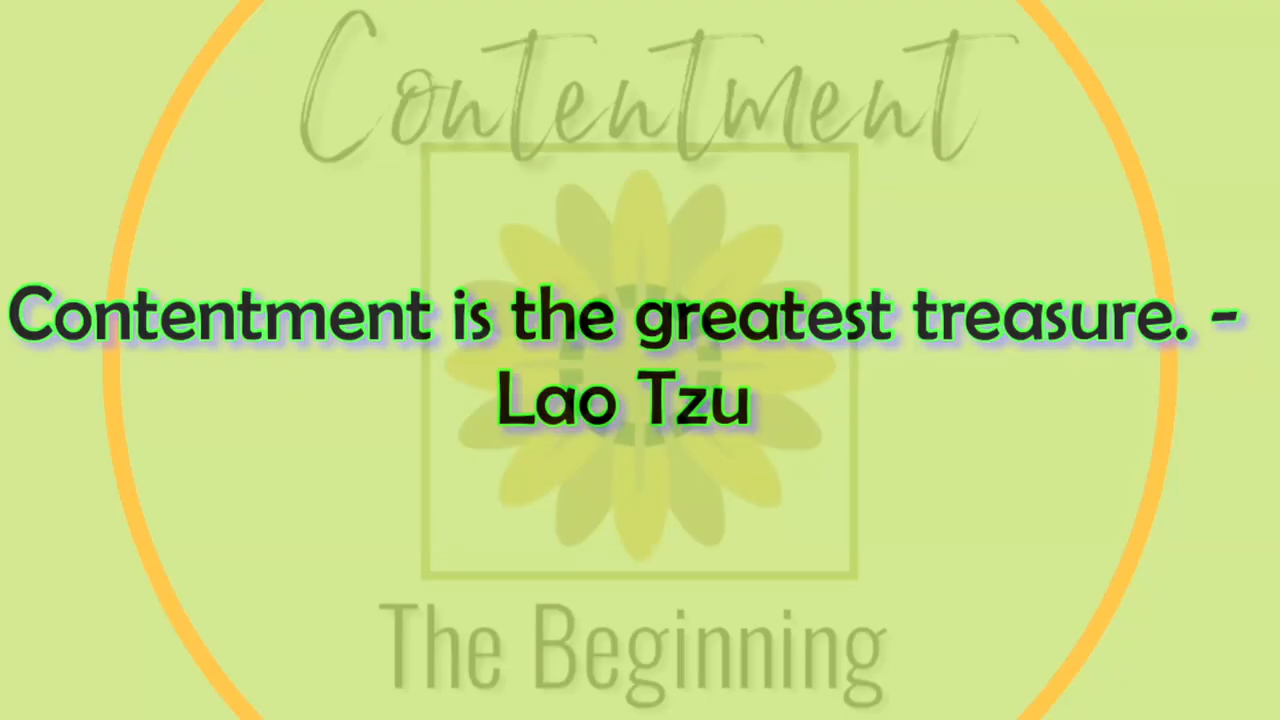 Contentment
Contentment is the greatest treasure. -
Lao Tzu
The Beginning